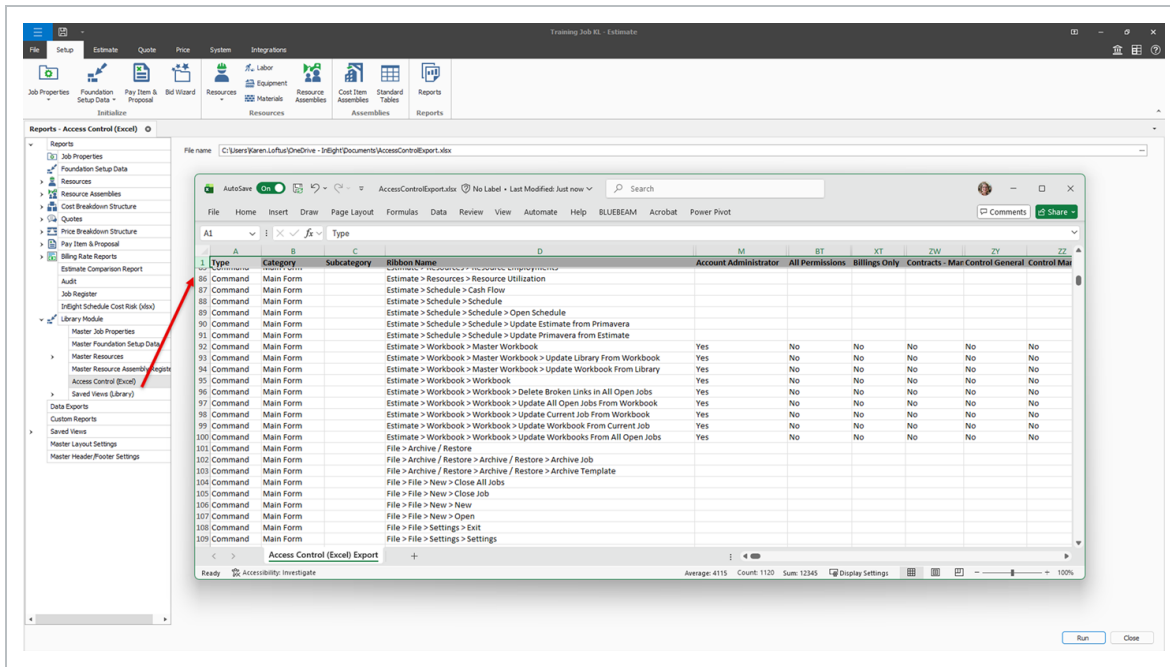 Training Job KL - Estimate
File Setup Estimate Quote Price System Integrations
Job Properties
Foundation Setup Data
Pay Item & Proposal
Bid Wizard
Resources
Labor
Equipment
Materials
Resource Assemblies
Cost Item Assemblies
Standard Tables
Reports
Initialize Resources Assemblies Reports
Reports - Access Control (Excel)
Reports
Job Properties
Foundation Setup Data
Resources
Resource Assemblies
Cost Breakdown Structure
Quotes
Price Breakdown Structure
Pay Item & Proposal
Billing Rate Reports
Estimate Comparison Report
Audit
Job Register
InEight Schedule Cost Risk (xlsx)
Library Module
Master Job Properties
Master Foundation Setup Data
Master Resources
Master Resource Assembly Registe
Access Control (Excel)
Saved Views (Library)
Data Exports
Custom Reports
Saved Views
Master Layout Settings
Master Header/Footer Settings
File name C:\Users\Karen.Loftus\OneDrive - InEight\Documents\AccessControlExport.xlsx
AutoSave On AccessControlExport.xlsx No Label • Last Modified: Just now Search
File Home Insert Draw Page Layout Formulas Data Review View Automate Help BLUEBEAM Acrobat Power Pivot Comments Share
A1 fx Type
A B C D M BT XT ZW ZY ZZ
1 Type Category Subcategory Ribbon Name Account Administrator All Permissions Billings Only Contracts - Mar Control General Control Mar
85 Command Main Form Estimate > Resources > Resource Employments
86 Command Main Form Estimate > Resources > Resource Utilization
87 Command Main Form Estimate > Schedule > Cash Flow
88 Command Main Form Estimate > Schedule > Schedule
89 Command Main Form Estimate > Schedule > Schedule > Open Schedule
90 Command Main Form Estimate > Schedule > Schedule > Update Estimate from Primavera
91 Command Main Form Estimate > Schedule > Schedule > Update Primavera from Estimate
92 Command Main Form Estimate > Workbook > Master Workbook Yes No No No No No
93 Command Main Form Estimate > Workbook > Master Workbook > Update Library From Workbook Yes No No No No No
94 Command Main Form Estimate > Workbook > Master Workbook > Update Workbook From Library Yes No No No No No
95 Command Main Form Estimate > Workbook > Workbook Yes No No No No No
96 Command Main Form Estimate > Workbook > Workbook > Delete Broken Links in All Open Jobs Yes No No No No No
97 Command Main Form Estimate > Workbook > Workbook > Update All Open Jobs From Workbook Yes No No No No No
98 Command Main Form Estimate > Workbook > Workbook > Update Current Job From Workbook Yes No No No No No
99 Command Main Form Estimate > Workbook > Workbook > Update Workbook From Current Job Yes No No No No No
100 Command Main Form Estimate > Workbook > Workbook > Update Workbooks From All Open Jobs Yes No No No No No
101 Command Main Form File > Archive / Restore
102 Command Main Form File > Archive / Restore > Archive / Restore > Archive Job
103 Command Main Form File > Archive / Restore > Archive / Restore > Archive Template
104 Command Main Form File > File > New > Close All Jobs
105 Command Main Form File > File > New > Close Job
106 Command Main Form File > File > New > New
107 Command Main Form File > File > New > Open
108 Command Main Form File > File > Settings > Exit
109 Command Main Form File > File > Settings > Settings
Access Control (Excel) Export
Ready Accessibility: Investigate Average: 4115 Count: 1120 Sum: 12345 Display Settings 100%
Run Close